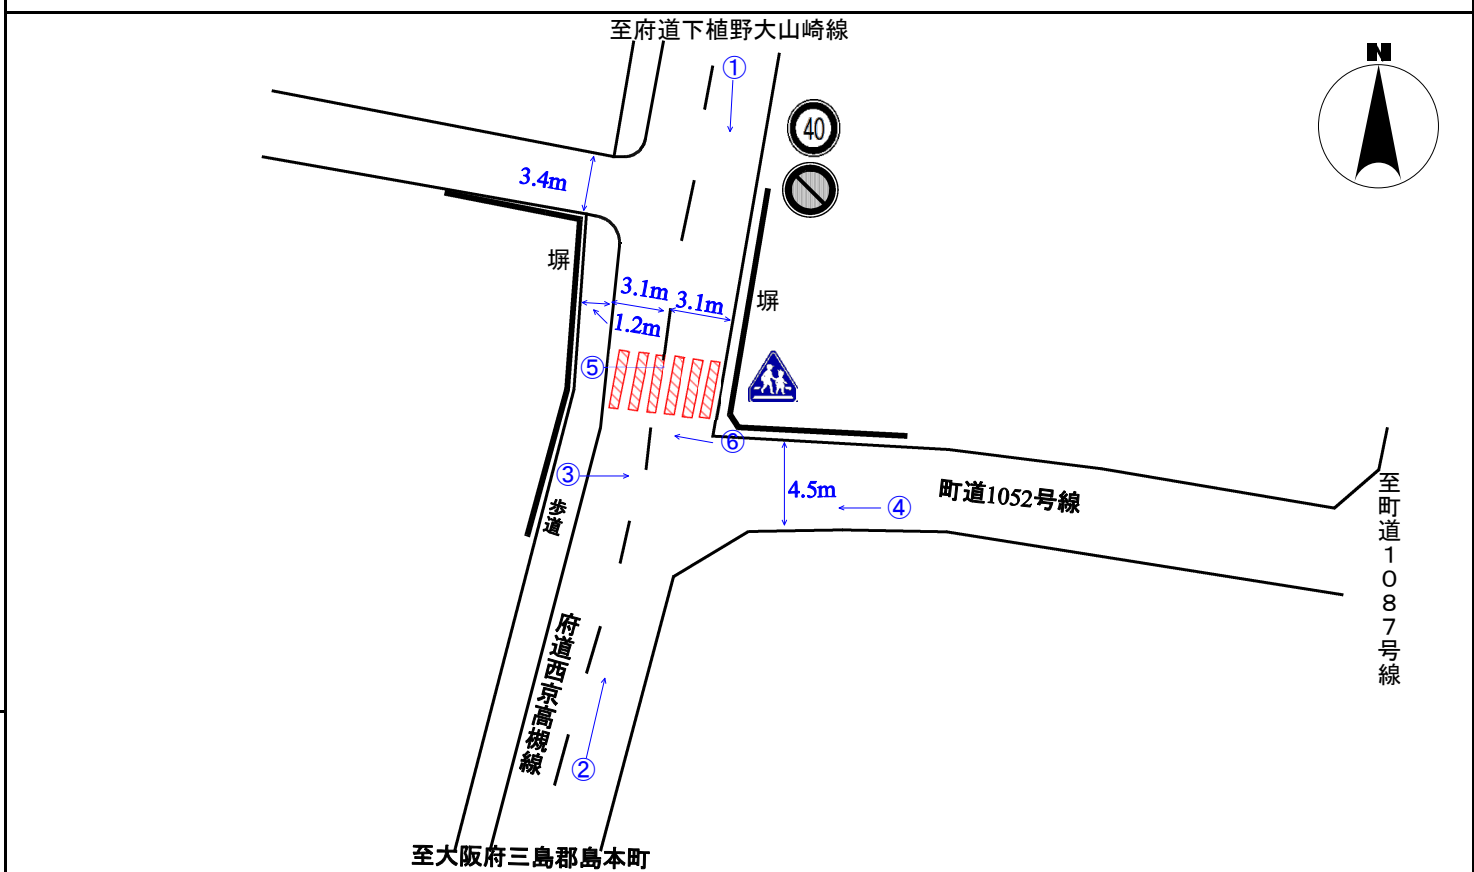 至府道下植野大山崎線
①
N
40
3.4m
塀
3.1m
3.1m
塀
1.2m
⑤
⑥
③
4.5m
④
町道1052号線
歩道
至町道1087号線
府道西京高槻線
②
至大阪府三島郡島本町